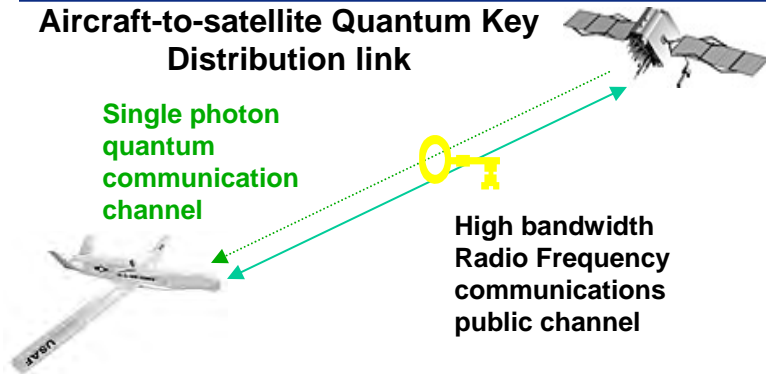 Aircraft-to-satellite Quantum Key
Distribution link
Single photon
quantum
communication
channel
High bandwidth
Radio Frequency
communications
public channel
USAF